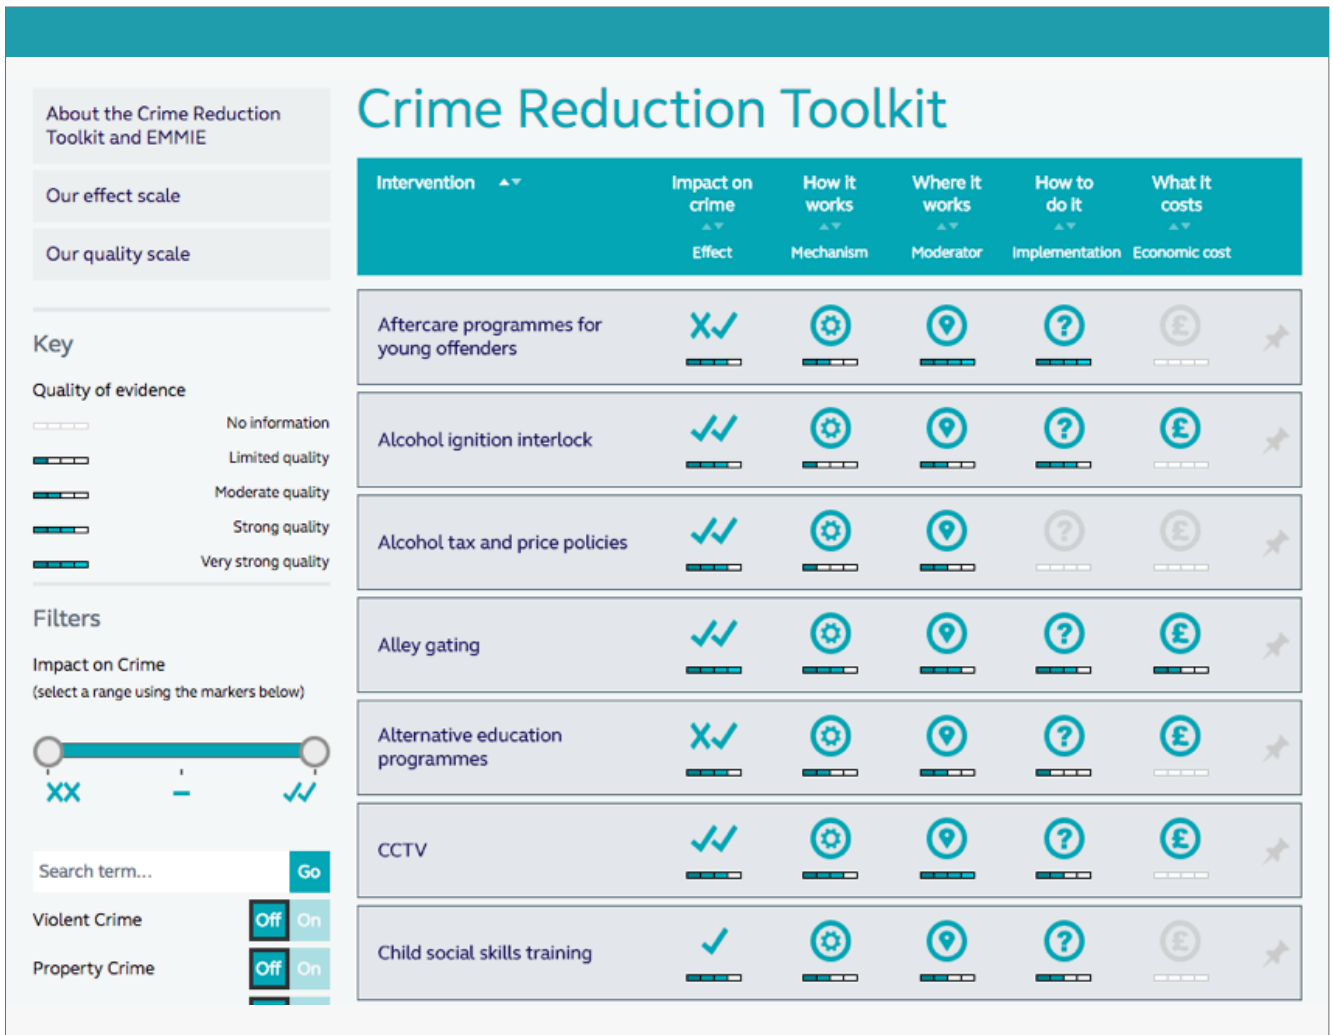 About the Crime Reduction
Toolkit and EMMIE
Our effect scale
Our quality scale
Key
Quality of evidence
No information
Limited quality
Moderate quality
Strong quality
Very strong quality
Filters
Impact on Crime
(select a range using the markers below)
Search term...
Go
Violent Crime
Off On
Property Crime
Off On
Crime Reduction Toolkit
Intervention
Impact on
crime
Effect
How it
works
Mechanism
Where it
works
Moderator
How to
do it
Implementation
What it
costs
Economic cost
Aftercare programmes for
young offenders
Alcohol ignition interlock
Alcohol tax and price policies
Alley gating
Alternative education
programmes
CCTV
Child social skills training